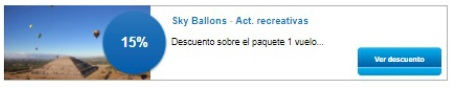 Sky Ballons - Act. recreativas
15%
Descuento sobre el paquete 1 vuelo...
Ver descuento